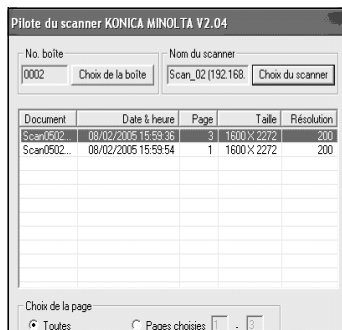 Pilote du scanner KONICA MINOLTA V2.04
No. boîte Nom du scanner
0002 Choix de la boîte Scan_02 (192.168. Choix du scanner
Document Date & heure Page Taille Résolution
Scan0502... 08/02/2005 15:59:36 3 1600 X 2272 200
Scan0502... 08/02/2005 15:59:54 1 1600 X 2272 200
Choix de la page
Toutes Pages choisies 1 - 3